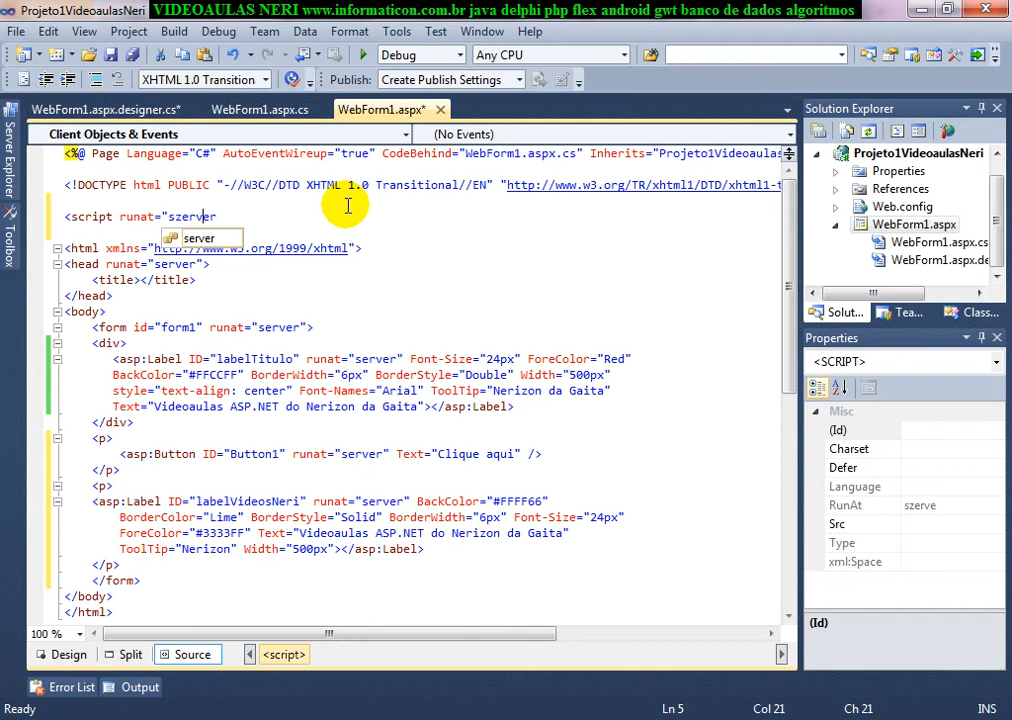 Projeto1VideoaulasNeri
VIDEOAULAS NERI www.informaticon.com.br java delphi php flex android gwt banco de dados algoritmos
File Edit View Project Build Debug Team Data Format Tools Test Window Help
Debug Any CPU
XHTML 1.0 Transition Publish: Create Publish Settings
WebForm1.aspx.designer.cs* WebForm1.aspx.cs WebForm1.aspx*
Client Objects & Events (No Events)
<%@ Page Language="C#" AutoEventWireup="true" CodeBehind="WebForm1.aspx.cs" Inherits="Projeto1Videoaulas
<!DOCTYPE html PUBLIC "-//W3C//DTD XHTML 1.0 Transitional//EN" "http://www.w3.org/TR/xhtml1/DTD/xhtml1-t
<script runat="szerver
server
<html xmlns="http://www.w3.org/1999/xhtml">
<head runat="server">
<title></title>
</head>
<body>
<form id="form1" runat="server">
<div>
<asp:Label ID="labelTitulo" runat="server" Font-Size="24px" ForeColor="Red"
BackColor="#FFCCFF" BorderWidth="6px" BorderStyle="Double" Width="500px"
style="text-align: center" Font-Names="Arial" ToolTip="Nerizon da Gaita"
Text="Videoaulas ASP.NET do Nerizon da Gaita"></asp:Label>
</div>
<p>
<asp:Button ID="Button1" runat="server" Text="Clique aqui" />
</p>
<p>
<asp:Label ID="labelVideosNeri" runat="server" BackColor="#FFFF66"
BorderColor="Lime" BorderStyle="Solid" BorderWidth="6px" Font-Size="24px"
ForeColor="#3333FF" Text="Videoaulas ASP.NET do Nerizon da Gaita"
ToolTip="Nerizon" Width="500px"></asp:Label>
</p>
</form>
</body>
</html>
100 %
Design Split Source <script>
Error List Output
Ready Ln 5 Col 21 Ch 21 INS
Server Explorer
Toolbox
Solution Explorer
Projeto1VideoaulasNeri
Properties
References
Web.config
WebForm1.aspx
WebForm1.aspx.cs
WebForm1.aspx.de
Solut... Tea... Class...
Properties
<SCRIPT>
Misc
(Id)
Charset
Defer
Language
RunAt szerve
Src
Type
xml:Space
(Id)